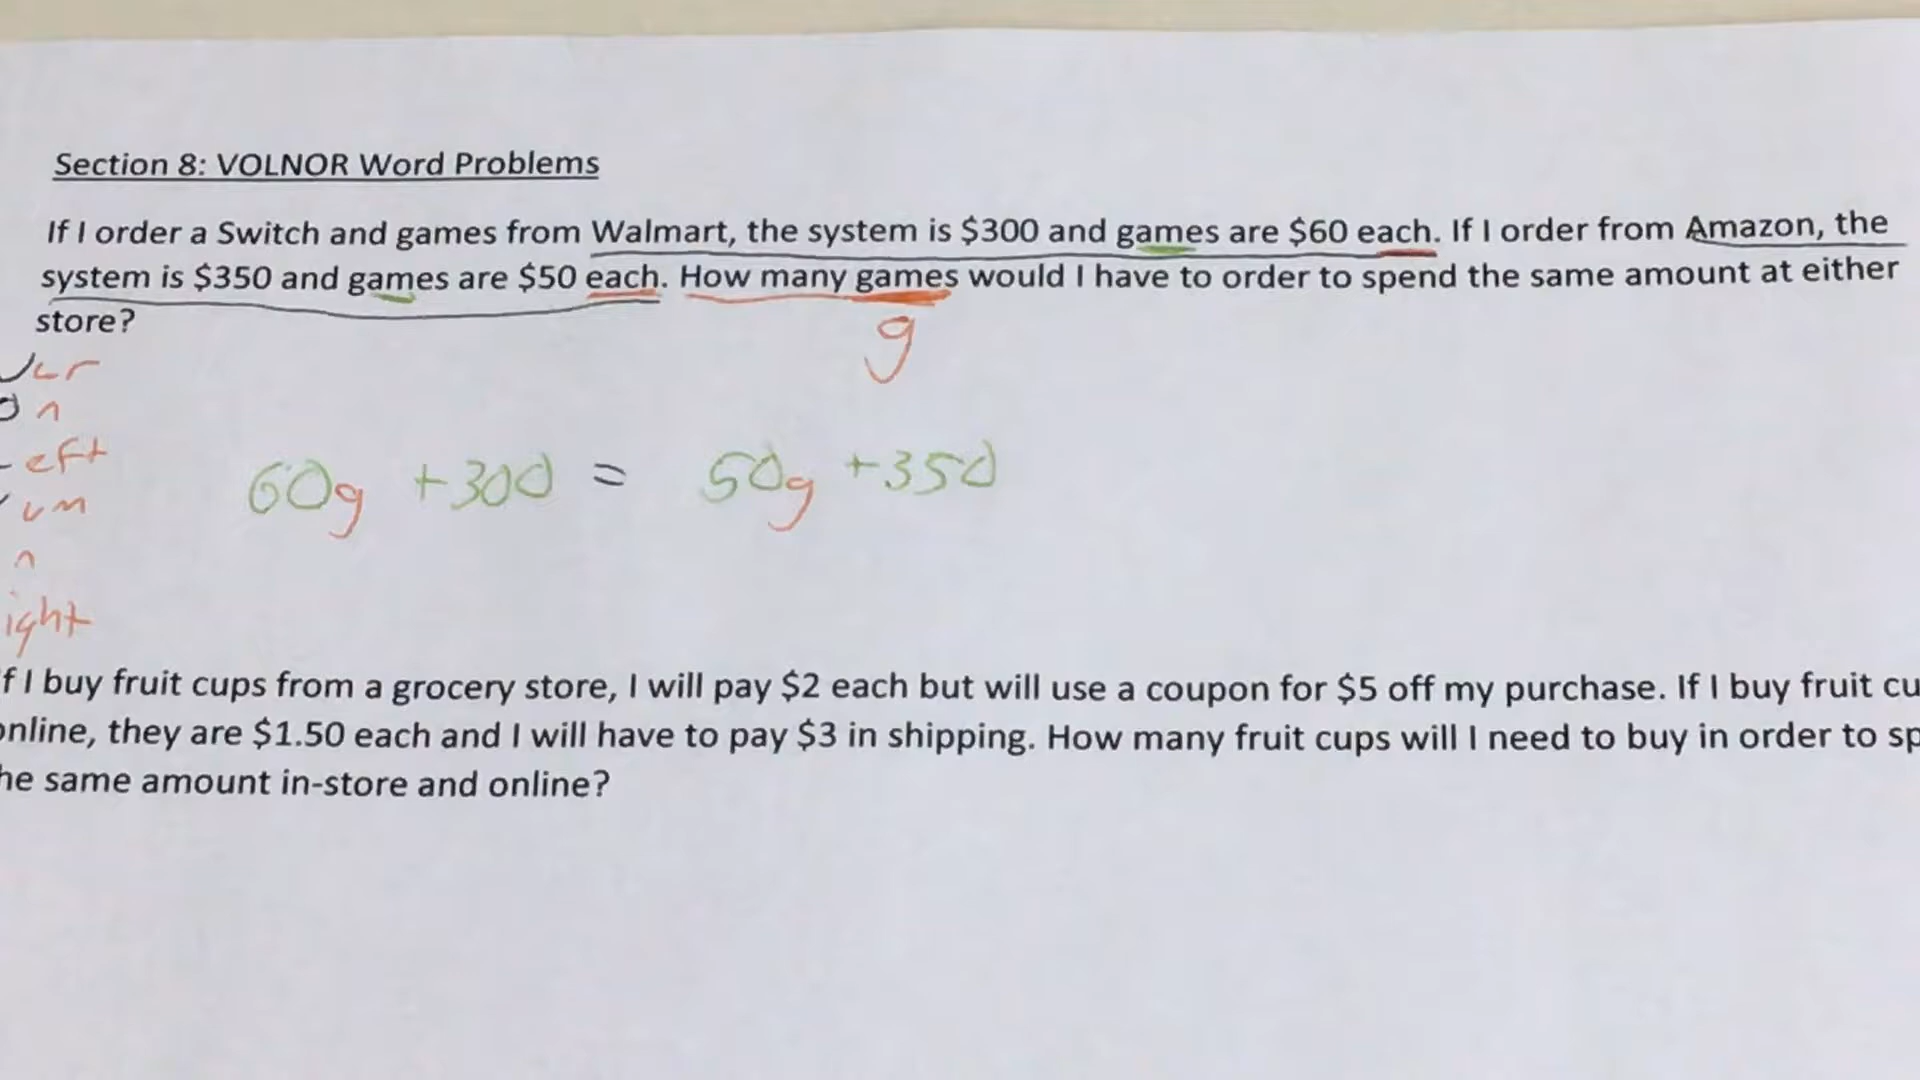 Section 8: VOLNOR Word Problems
If I order a Switch and games from Walmart, the system is $300 and games are $60 each. If I order from Amazon, the
system is $350 and games are $50 each. How many games would I have to order to spend the same amount at either
store?
g
eft
60g +300 = 50g +350
um
n
ight
f I buy fruit cups from a grocery store, I will pay $2 each but will use a coupon for $5 off my purchase. If I buy fruit cu
online, they are $1.50 each and I will have to pay $3 in shipping. How many fruit cups will I need to buy in order to sp
he same amount in-store and online?